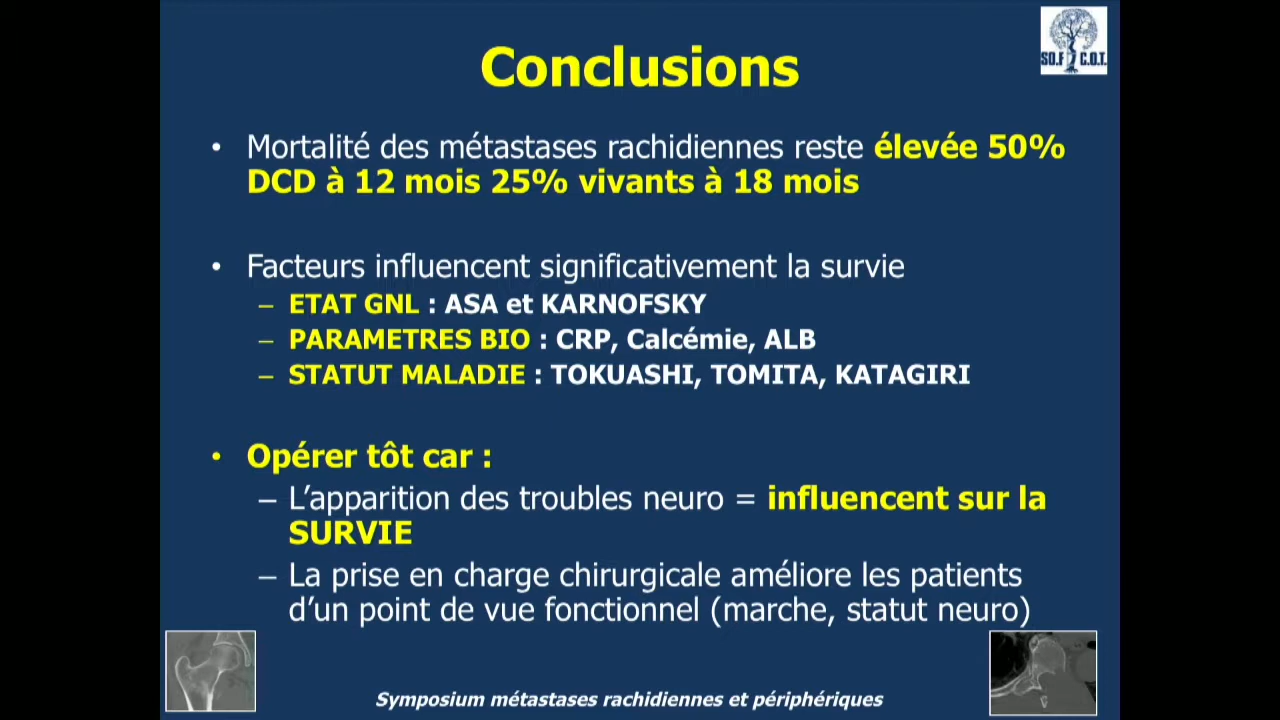 Conclusions
SO.F C.O.T.
• Mortalité des métastases rachidiennes reste élevée 50%
DCD à 12 mois 25% vivants à 18 mois
• Facteurs influencent significativement la survie
– ETAT GNL : ASA et KARNOFSKY
– PARAMETRES BIO : CRP, Calcémie, ALB
– STATUT MALADIE : TOKUASHI, TOMITA, KATAGIRI
• Opérer tôt car :
– L’apparition des troubles neuro = influencent sur la
SURVIE
– La prise en charge chirurgicale améliore les patients
d’un point de vue fonctionnel (marche, statut neuro)
Symposium métastases rachidiennes et périphériques